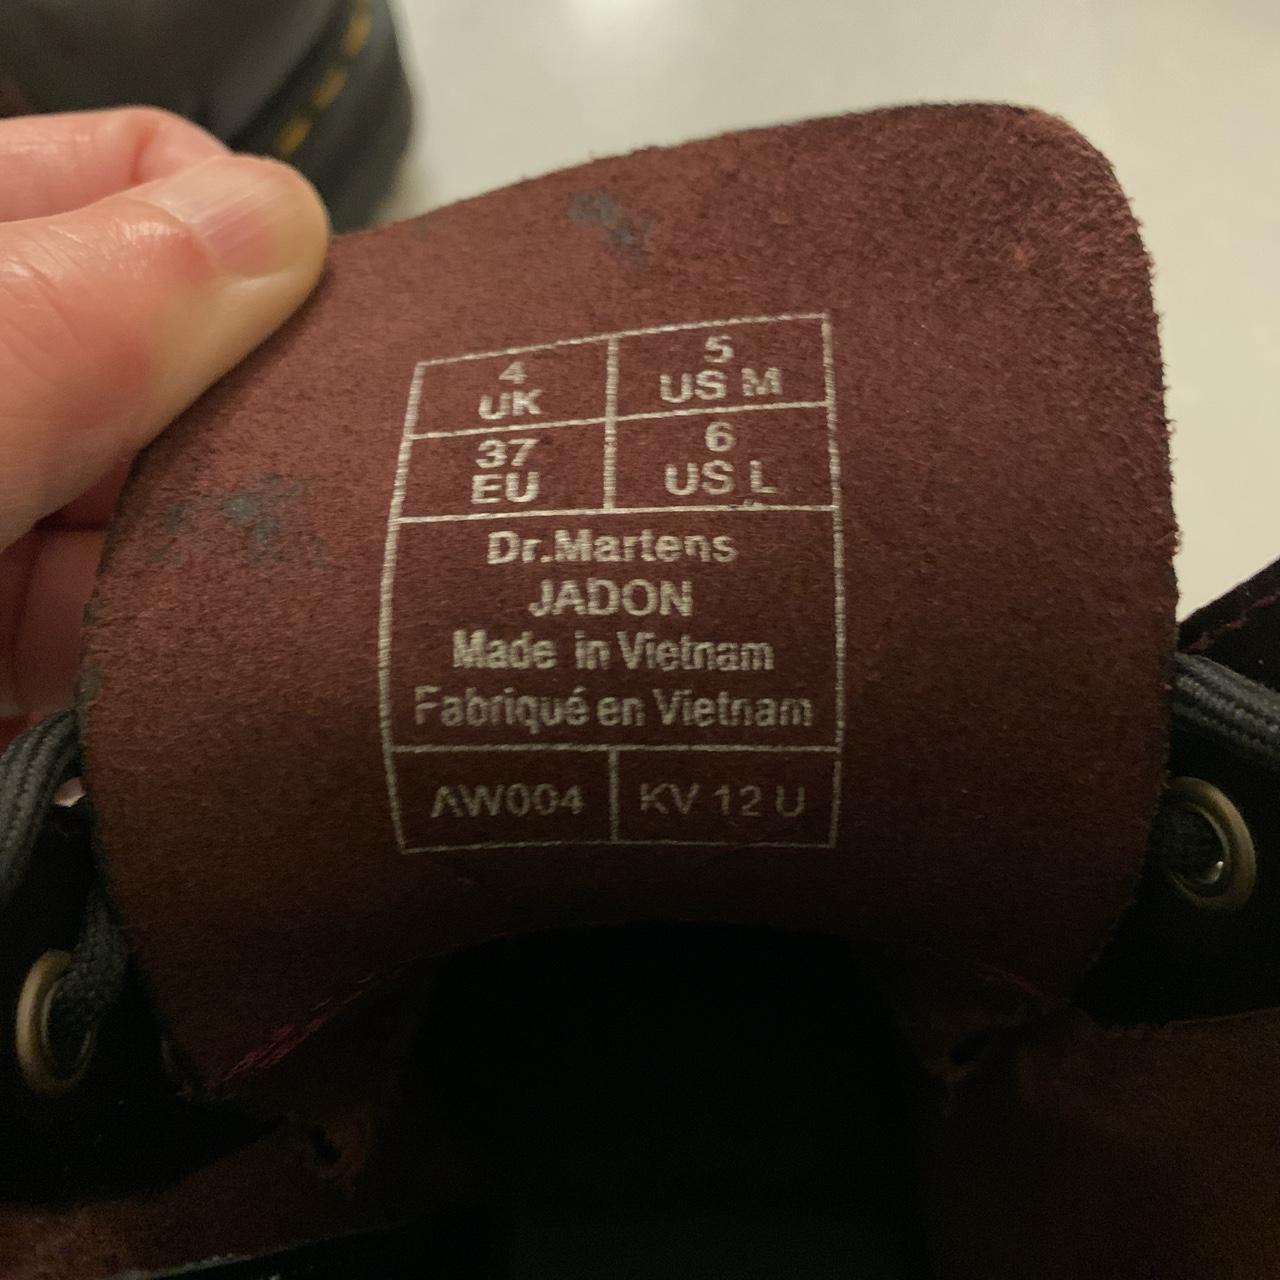 4
UK
5
US M
37
EU
6
US L
Dr.Martens
JADON
Made in Vietnam
Fabriqué en Vietnam
AW004
KV 12 U